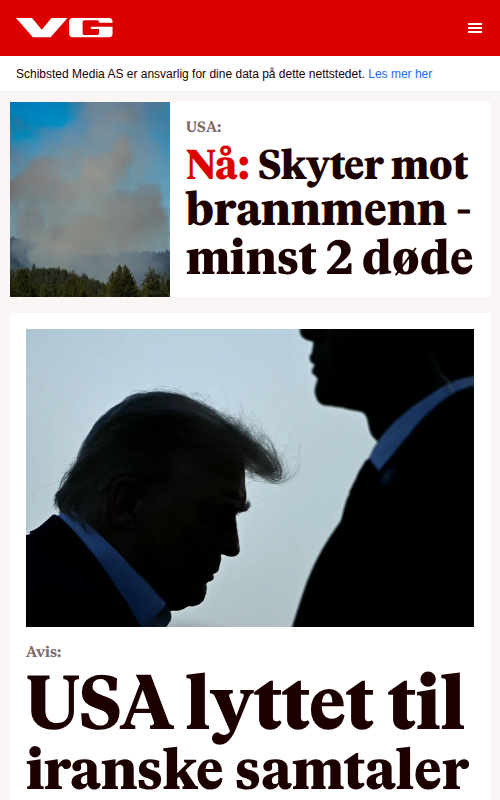 VG
Schibsted Media AS er ansvarlig for dine data på dette nettstedet. Les mer her
USA:
Nå: Skyter mot
brannmenn -
minst 2 døde
Avis:
USA lyttet til
iranske samtaler